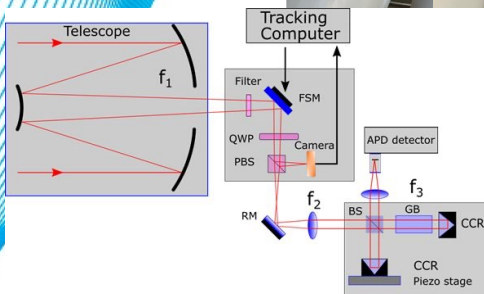 Telescope
f1
Tracking
Computer
Filter
FSM
QWP
Camera
PBS
APD detector
RM
f2
f3
BS
GB
CCR
CCR
Piezo stage